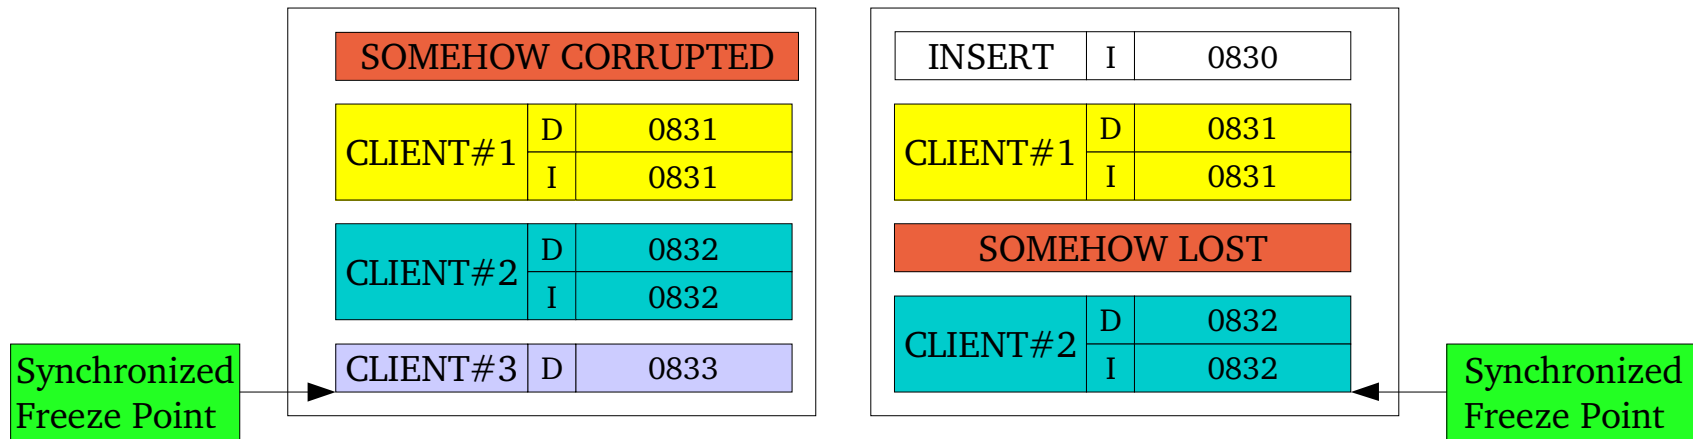 SOMEHOW CORRUPTED
CLIENT#1 D 0831
I 0831
CLIENT#2 D 0832
I 0832
CLIENT#3 D 0833
Synchronized
Freeze Point
INSERT I 0830
CLIENT#1 D 0831
I 0831
SOMEHOW LOST
CLIENT#2 D 0832
I 0832
Synchronized
Freeze Point